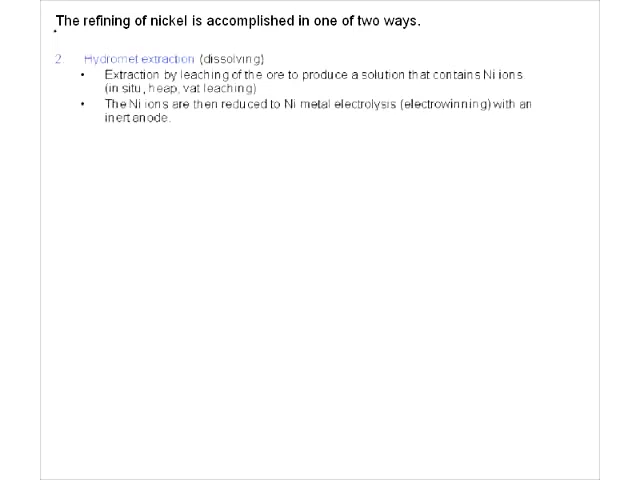 The refining of nickel is accomplished in one of two ways.
•
2. Hydromet extraction (dissolving)
• Extraction by leaching of the ore to produce a solution that contains Ni ions.
(in situ, heap, vat leaching)
• The Ni ions are then reduced to Ni metal electrolysis (electrowinning) with an
inert anode.